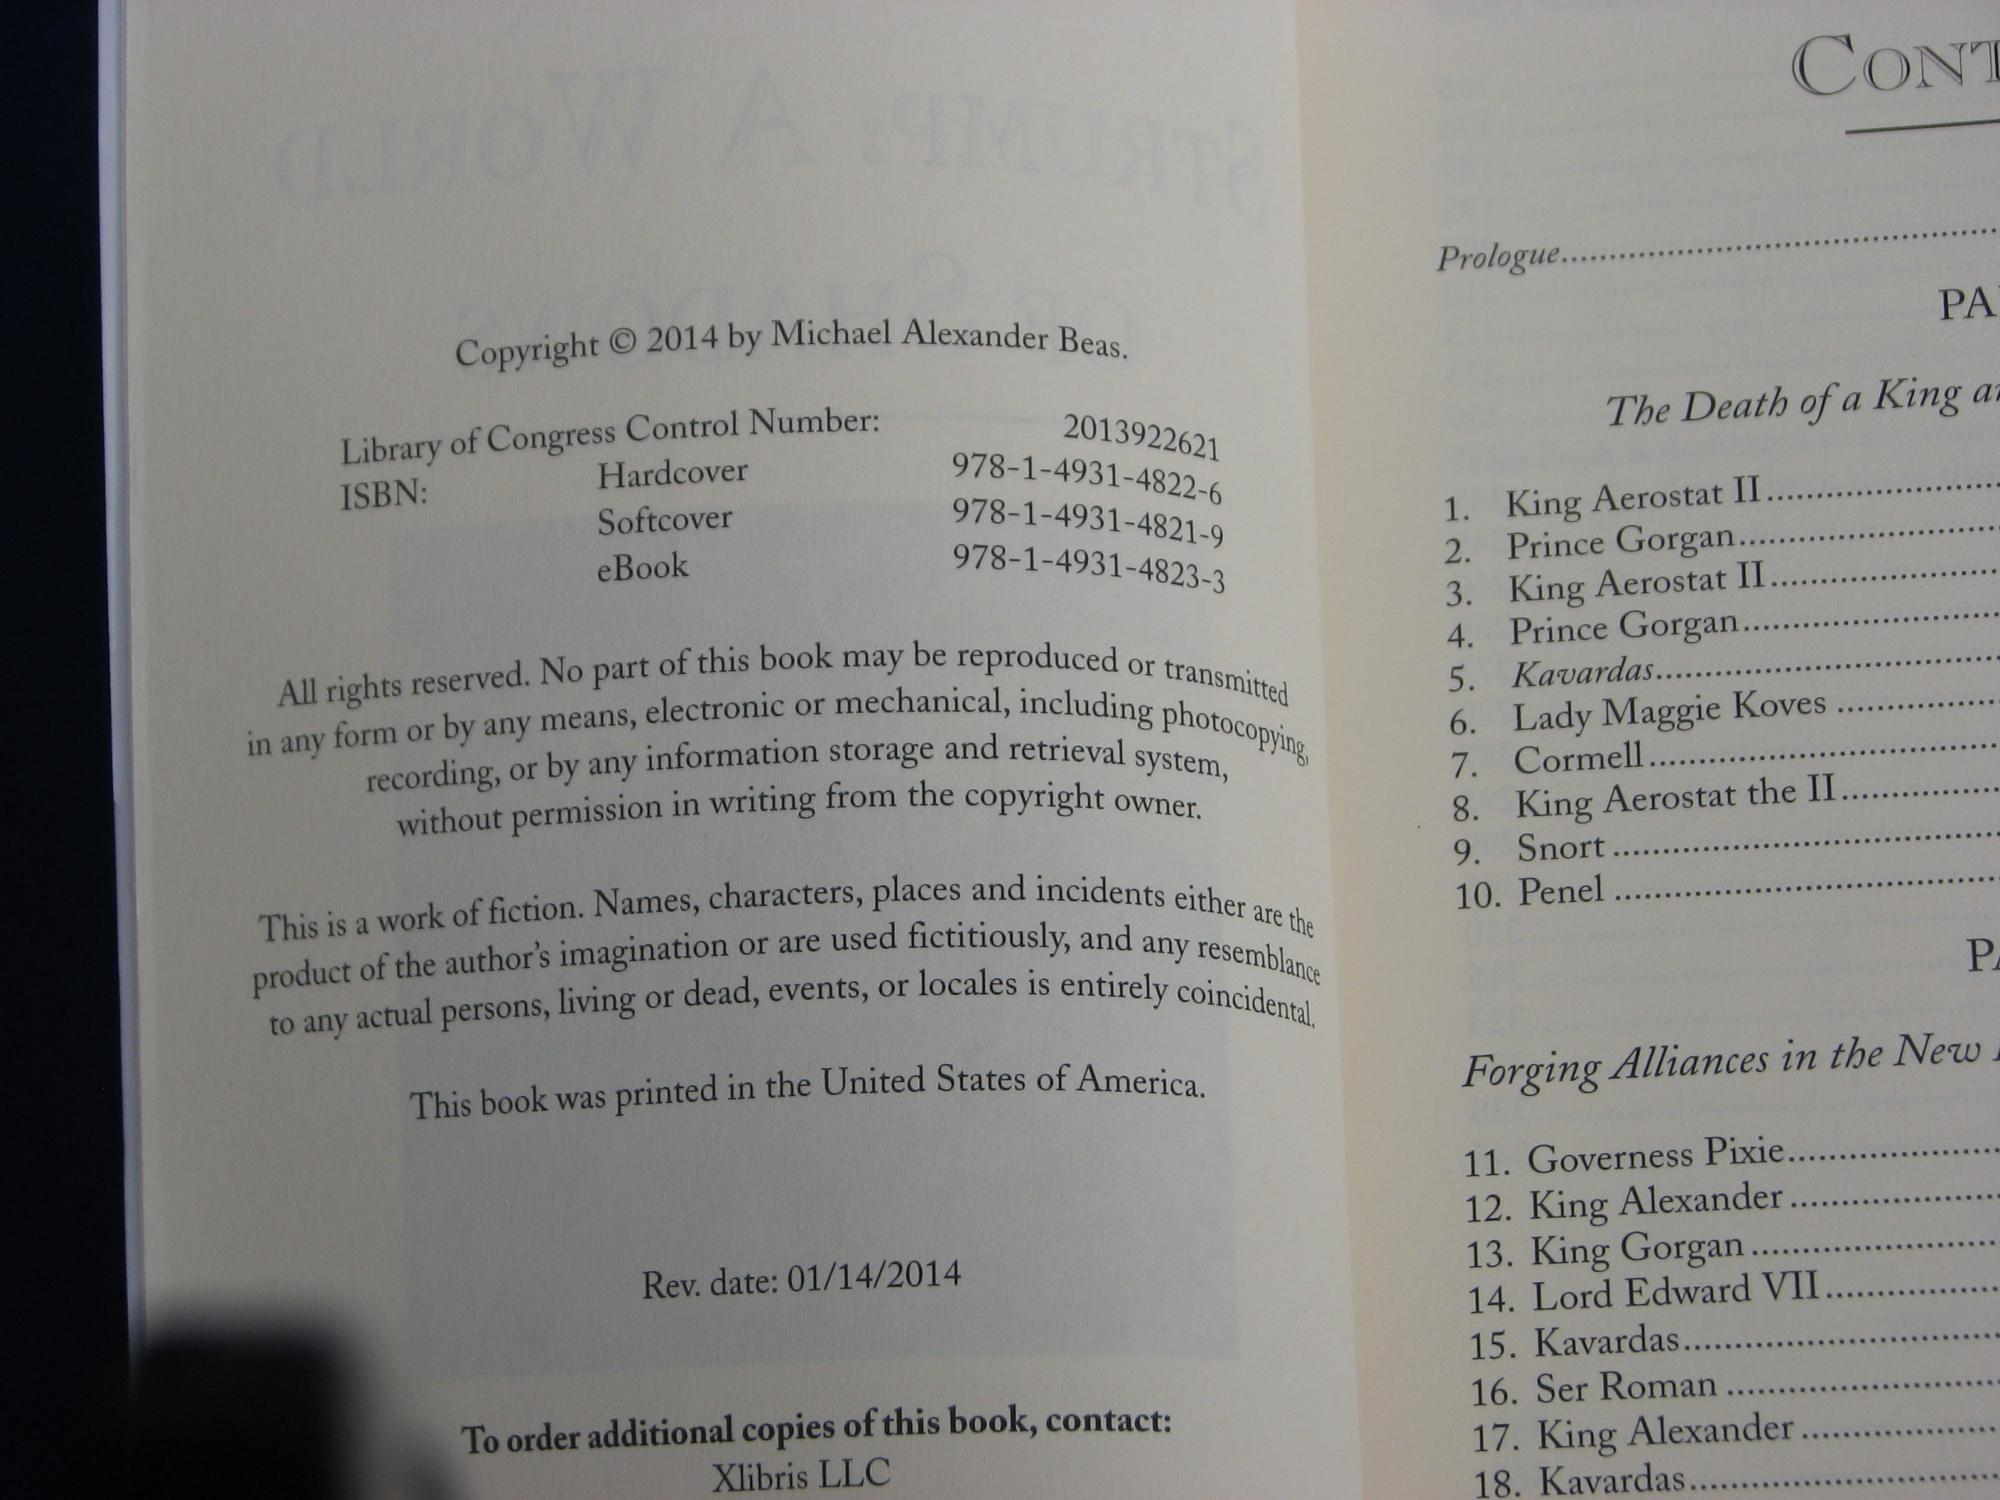 STRUMP: A WORLD
OF SHADOWS
Copyright © 2014 by Michael Alexander Beas.
Library of Congress Control Number: 2013922621
ISBN: Hardcover 978-1-4931-4822-6
Softcover 978-1-4931-4821-9
eBook 978-1-4931-4823-3
All rights reserved. No part of this book may be reproduced or transmitted
in any form or by any means, electronic or mechanical, including photocopying,
recording, or by any information storage and retrieval system,
without permission in writing from the copyright owner.
This is a work of fiction. Names, characters, places and incidents either are the
product of the author's imagination or are used fictitiously, and any resemblance
to any actual persons, living or dead, events, or locales is entirely coincidental.
This book was printed in the United States of America.
Rev. date: 01/14/2014
To order additional copies of this book, contact:
Xlibris LLC
CONT
Prologue
PA
The Death of a King
1. King Aerostat II
2. Prince Gorgan
3. King Aerostat II
4. Prince Gorgan
5. Kavardas
6. Lady Maggie Koves
7. Cormell
8. King Aerostat the II
9. Snort
10. Penel
PA
Forging Alliances in the New
11. Governess Pixie
12. King Alexander
13. King Gorgan
14. Lord Edward VII
15. Kavardas
16. Ser Roman
17. King Alexander
18. Kavardas